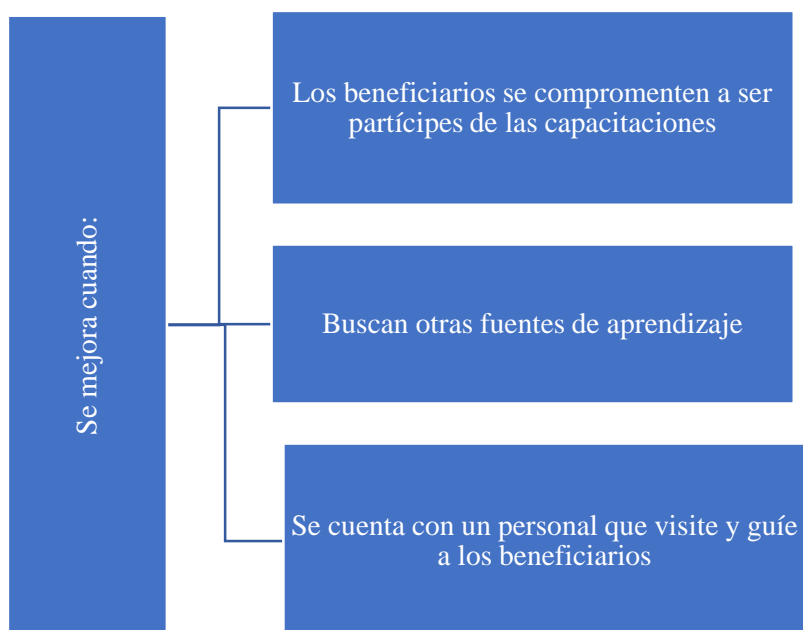 Se mejora cuando:
Los beneficiarios se compromenten a ser
partícipes de las capacitaciones
Buscan otras fuentes de aprendizaje
Se cuenta con un personal que visite y guíe
a los beneficiarios